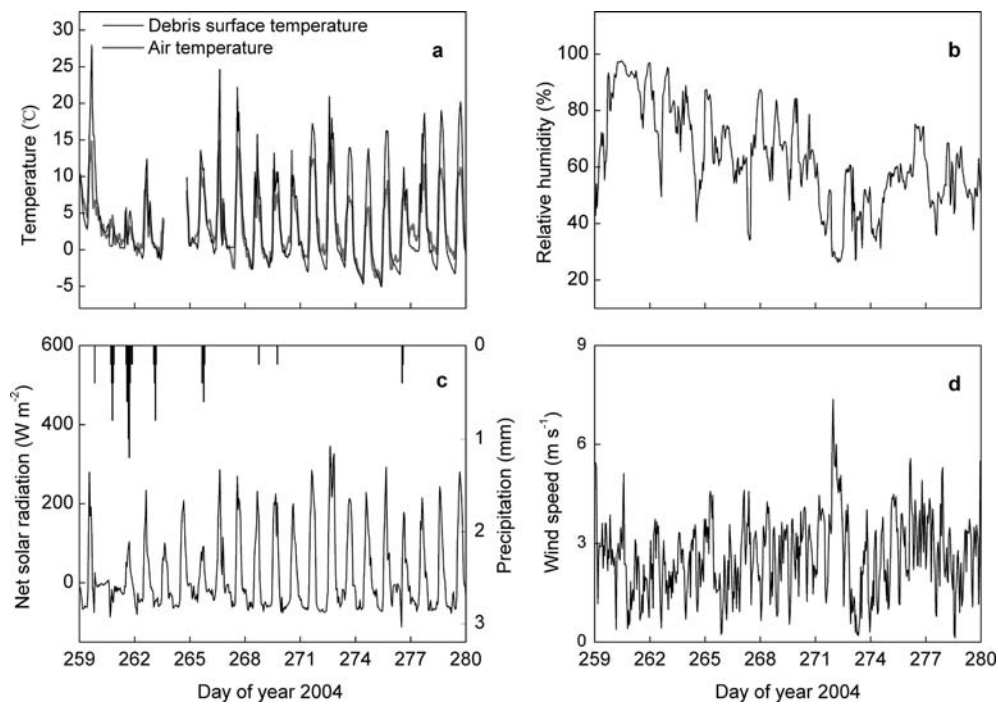 Debris surface temperature
Air temperature
a
30
25
20
15
10
5
0
-5
Temperature (℃)
b
100
80
60
40
20
Relative humidity (%)
c
600
400
200
0
Net solar radiation (W m-2)
0
1
2
3
Precipitation (mm)
259 262 265 268 271 274 277 280
Day of year 2004
d
9
6
3
0
Wind speed (m s-1)
259 262 265 268 271 274 277 280
Day of year 2004